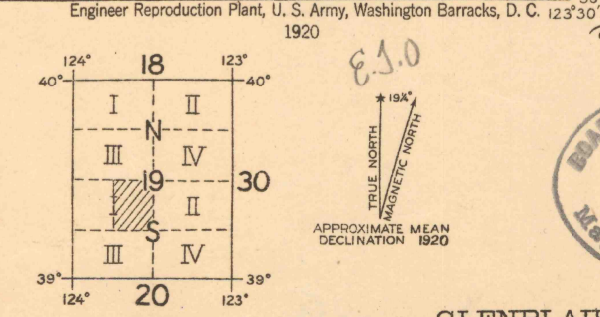 Engineer Reproduction Plant, U. S. Army, Washington Barracks, D. C. 123°30'
1920
E.J.O
124° 18 123°
40° 40°
I II
N
III IV
19 30
I II
S
III IV
39° 39°
124° 20 123°
★ 19¼°
TRUE NORTH
MAGNETIC NORTH
APPROXIMATE MEAN
DECLINATION 1920